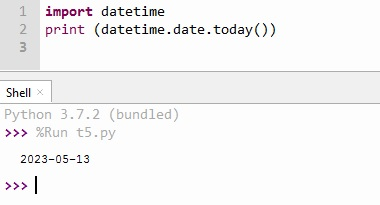 1 import datetime
2 print (datetime.date.today())
3
Shell ×
Python 3.7.2 (bundled)
>>> %Run t5.py
2023-05-13
>>>